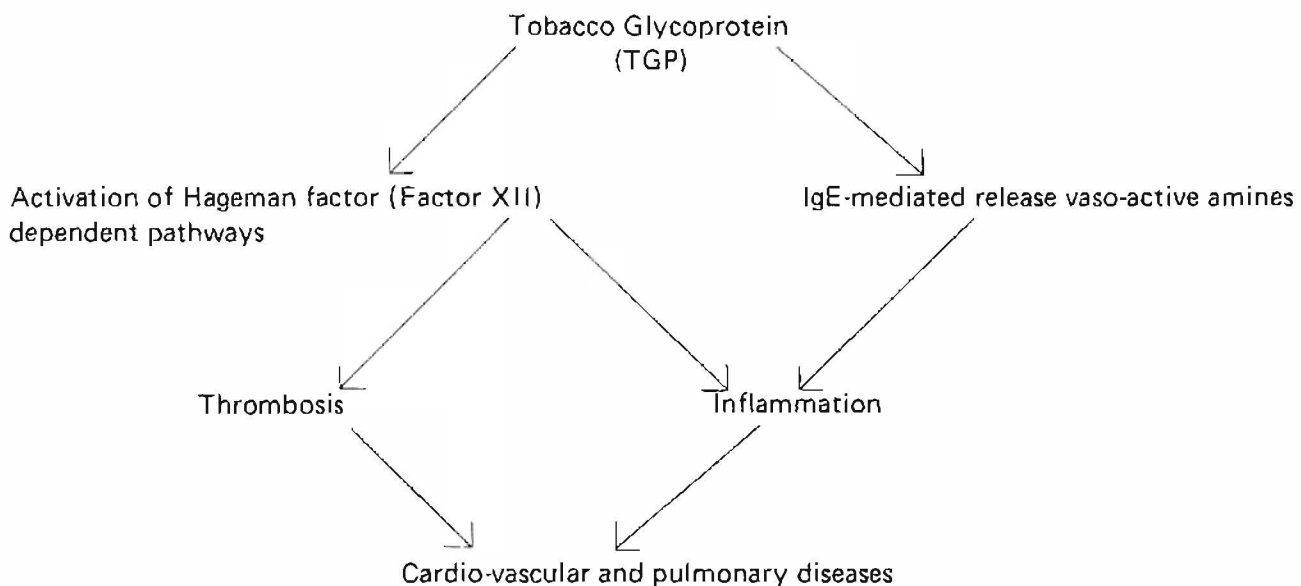 Tobacco Glycoprotein
(TGP)
Activation of Hageman factor (Factor XII)
dependent pathways
IgE-mediated release vaso-active amines
Thrombosis
Inflammation
Cardio-vascular and pulmonary diseases